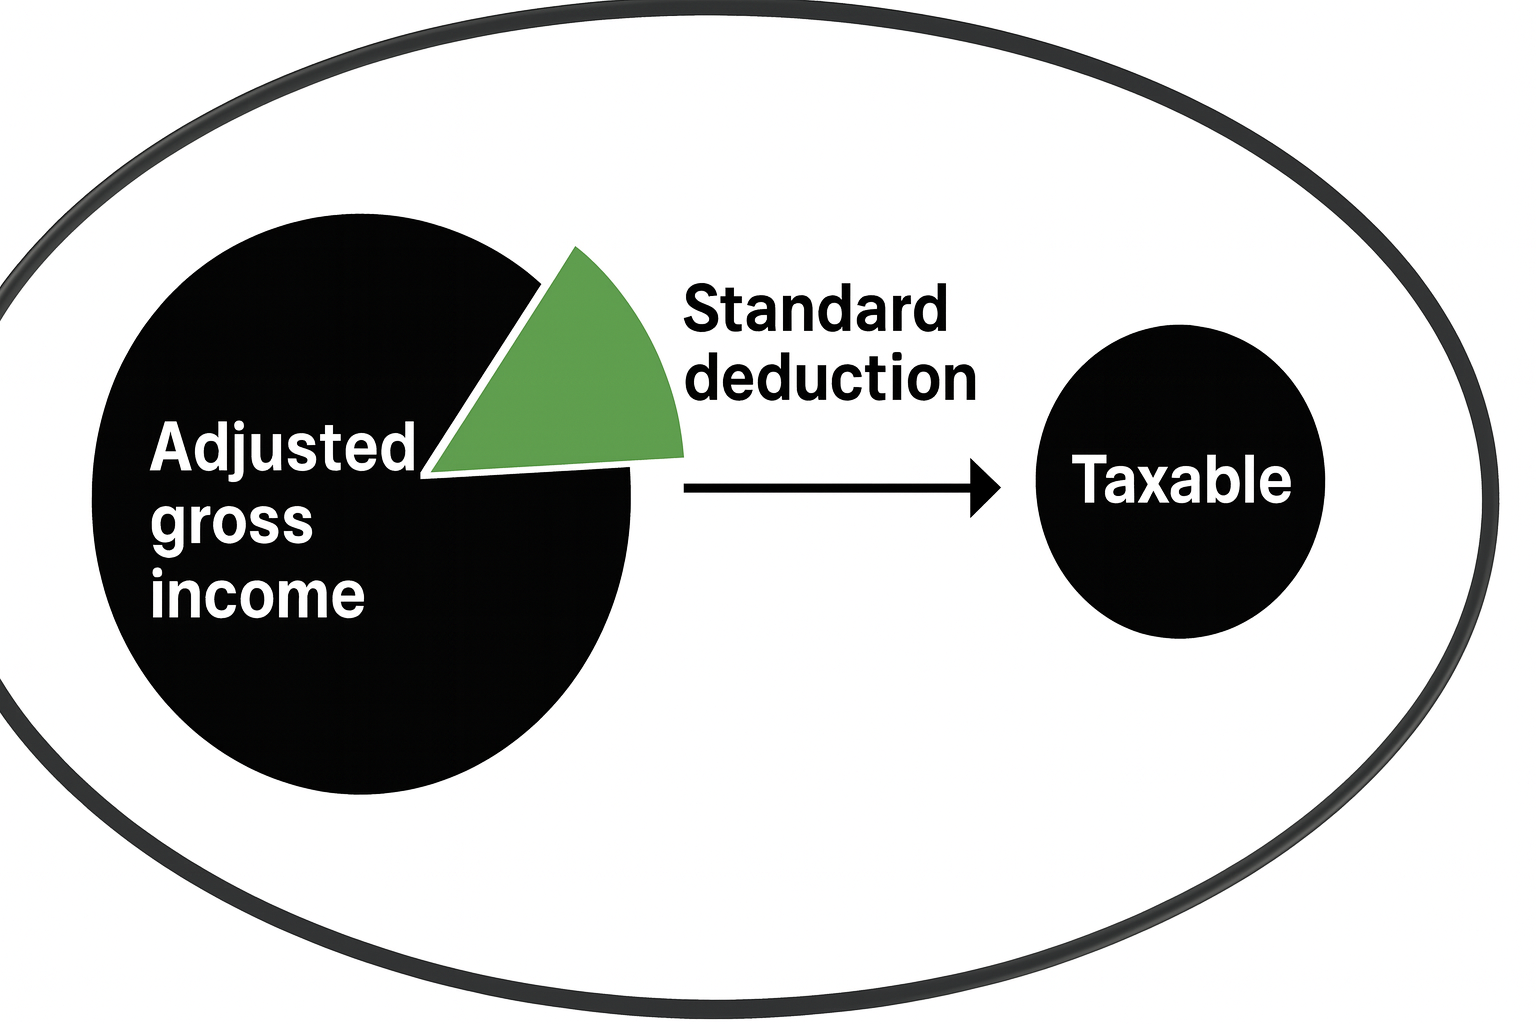 Adjusted
gross
income
Standard
deduction
Taxable